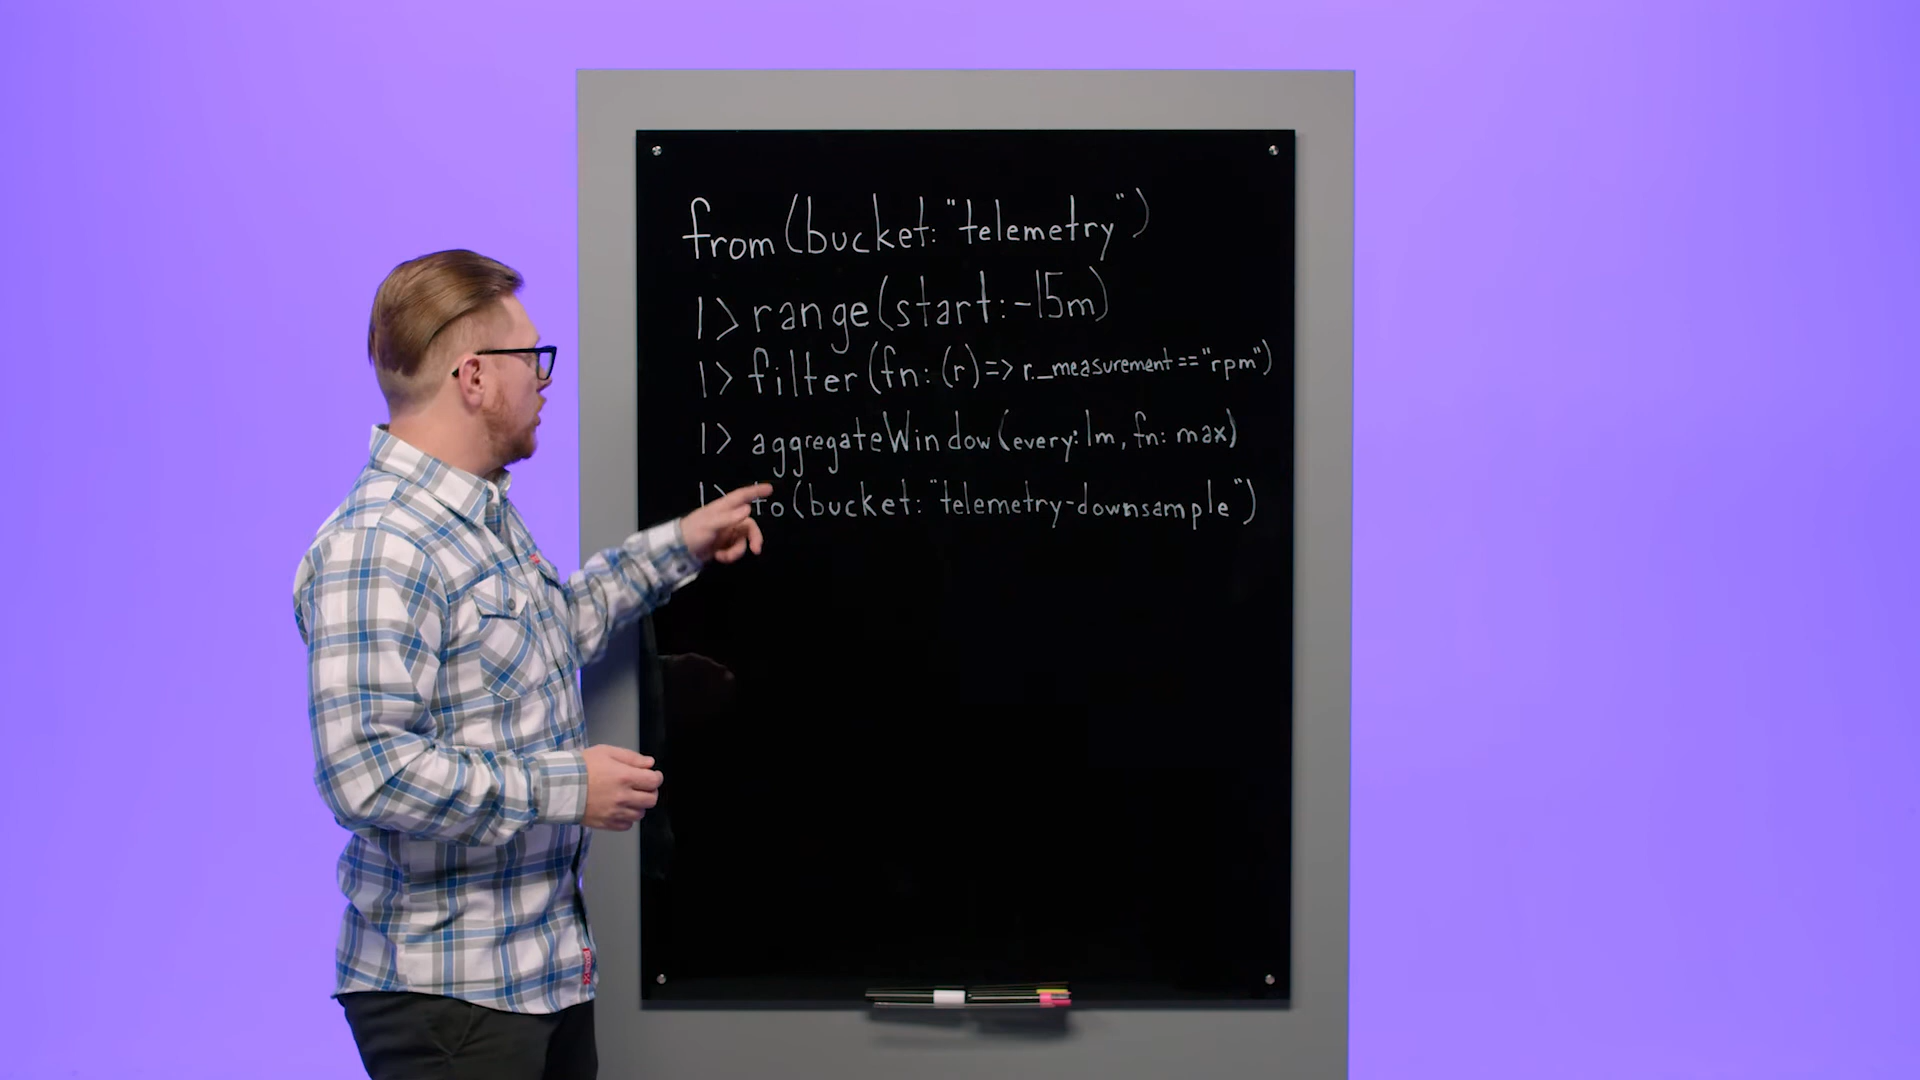 from(bucket: "telemetry")
|> range(start: -15m)
|> filter(fn: (r) => r._measurement == "rpm")
|> aggregateWindow(every: 1m, fn: max)
|> to(bucket: "telemetry-downsample")